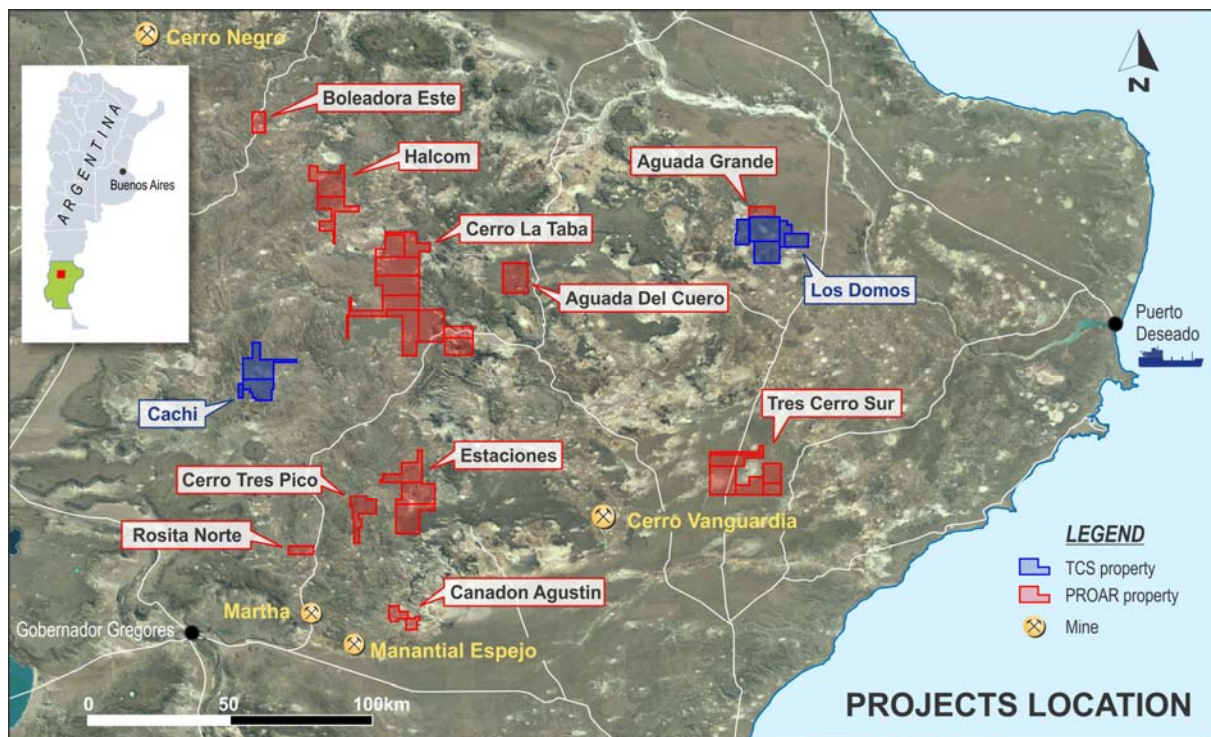 Cerro Negro
Boleadora Este
ARGENTINA
Buenos Aires
Halcom
Aguada Grande
Cerro La Taba
Los Domos
Aguada Del Cuero
Puerto
Deseado
Cachi
Tres Cerro Sur
Estaciones
Cerro Tres Pico
Cerro Vanguardia
Rosita Norte
Canadon Agustin
Martha
Gobernador Gregores
Manantial Espejo
N
LEGEND
TCS property
PROAR property
Mine
0 50 100km
PROJECTS LOCATION